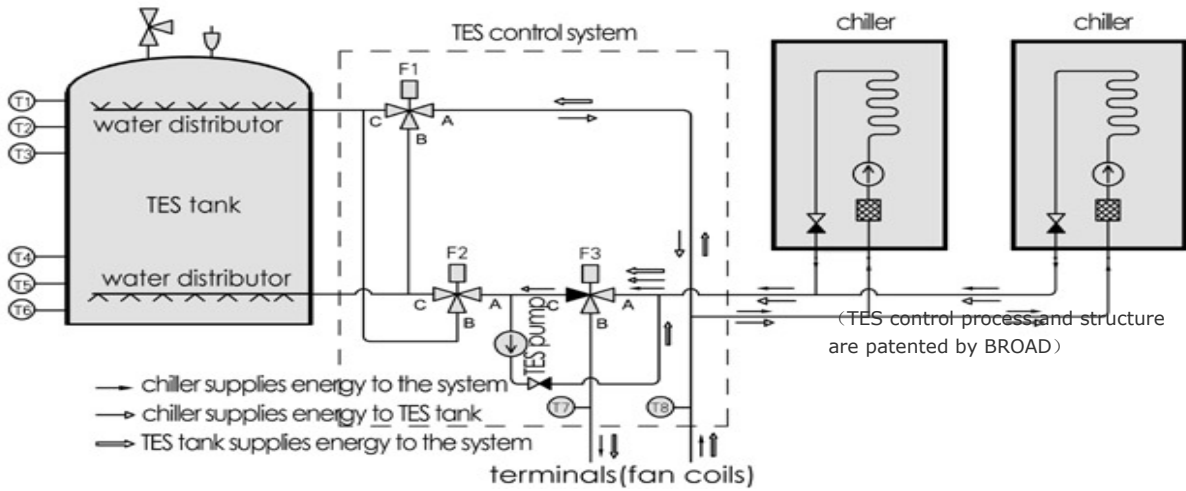 chiller
chiller
TES control system
F1
T1
C
A
water distributor
T2
B
T3
TES tank
T4
F2
F3
water distributor
T5
C
A
C
A
T6
B
B
TES pump
(TES control process,and structure
are patented by BROAD)
chiller supplies energy to the system
T7
T8
chiller supplies energy to TES tank
TES tank supplies energy to the system
terminals(fan coils)